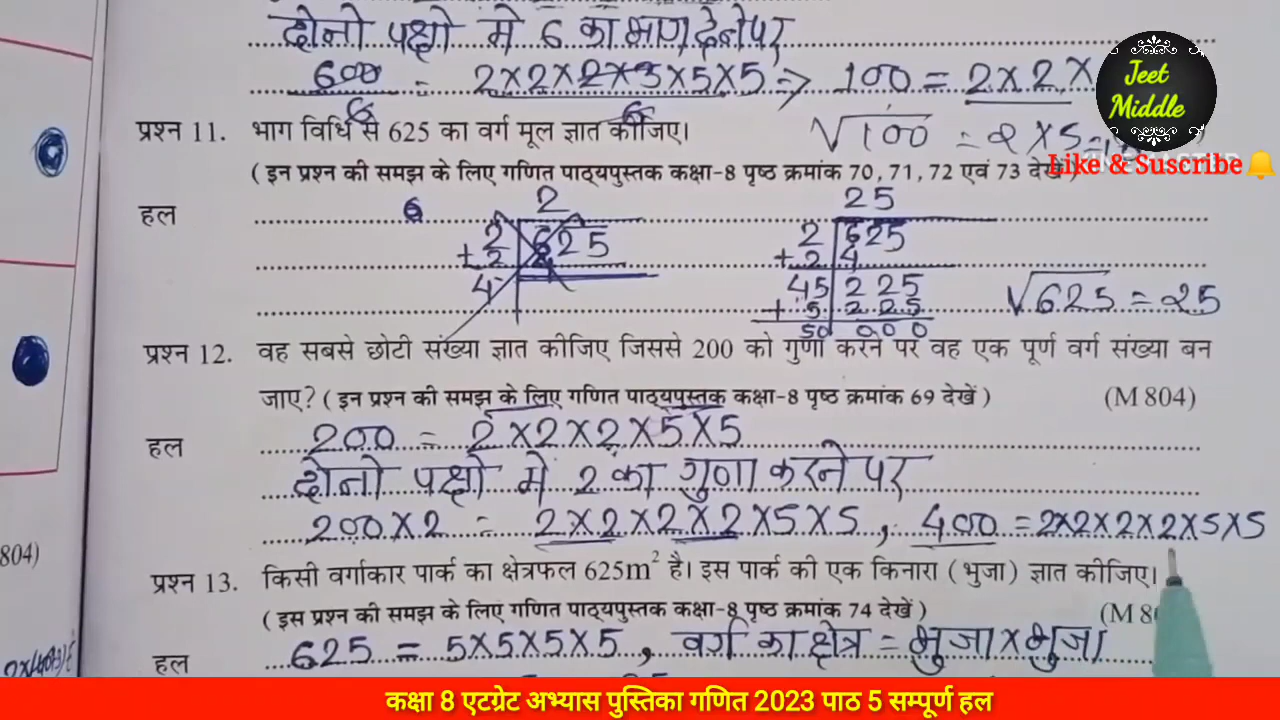 दोनो पक्षो मे 6 का भाग देने पर
600/6 = 2×2×2×3×5×5/6 => 100 = 2×2×
Jeet Middle
प्रश्न 11. भाग विधि से 625 का वर्ग मूल ज्ञात कीजिए।
√100 = 2×5=
(इन प्रश्न की समझ के लिए गणित पाठ्यपुस्तक कक्षा-8 पृष्ठ क्रमांक 70, 71, 72 एवं 73 देखें)
Like & Suscribe🔔
हल 6 2 25
2 625 2 625
+2 +2 4
4 45 225 √625 = 25
+5 225
50 000
प्रश्न 12. वह सबसे छोटी संख्या ज्ञात कीजिए जिससे 200 को गुणा करने पर वह एक पूर्ण वर्ग संख्या बन
जाए? (इन प्रश्न की समझ के लिए गणित पाठ्यपुस्तक कक्षा-8 पृष्ठ क्रमांक 69 देखें) (M 804)
हल 200 = 2×2×2×5×5
दोनो पक्षो मे 2 का गुणा करने पर
200×2 = 2×2×2×2×5×5, 400 = 2×2×2×2×5×5
804)
प्रश्न 13. किसी वर्गाकार पार्क का क्षेत्रफल 625m² है। इस पार्क की एक किनारा (भुजा) ज्ञात कीजिए।
(इस प्रश्न की समझ के लिए गणित पाठ्यपुस्तक कक्षा-8 पृष्ठ क्रमांक 74 देखें) (M 8
हल 625 = 5×5×5×5, वर्ग का क्षेत्र = भुजा×भुजा
कक्षा 8 एटग्रेट अभ्यास पुस्तिका गणित 2023 पाठ 5 सम्पूर्ण हल